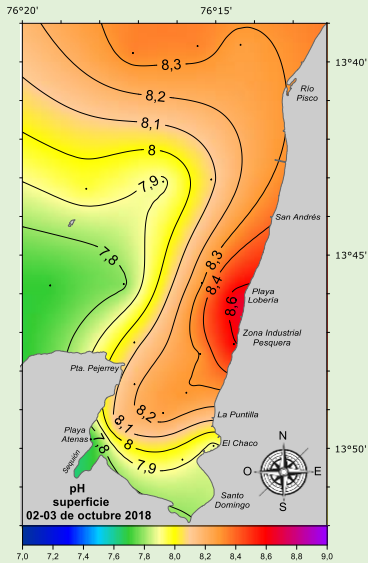 76°20'
76°15'
13°40'
8,3
Río
Pisco
8,2
8,1
8
7,9
San Andrés
13°45'
7,8
8,3
8,4
8,6
Playa
Lobería
Zona Industrial
Pesquera
Pta. Pejerrey
8,2
La Puntilla
8,1
Playa
Atenas
8
El Chaco
7,8
7,9
13°50'
Sequión
N
O
E
S
Santo
Domingo
pH
superficie
02-03 de octubre 2018
7,0 7,2 7,4 7,6 7,8 8,0 8,2 8,4 8,6 8,8 9,0